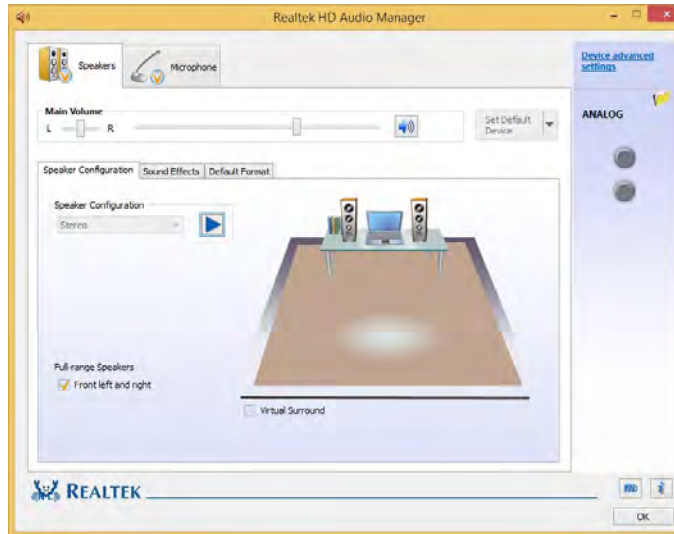 Realtek HD Audio Manager
Speakers
Microphone
Device advanced
settings
Main Volume
L
R
Set Default
Device
ANALOG
Speaker Configuration
Sound Effects
Default Format
Speaker Configuration
Stereo
Full-range Speakers
Front left and right
Virtual Surround
REALTEK
OK